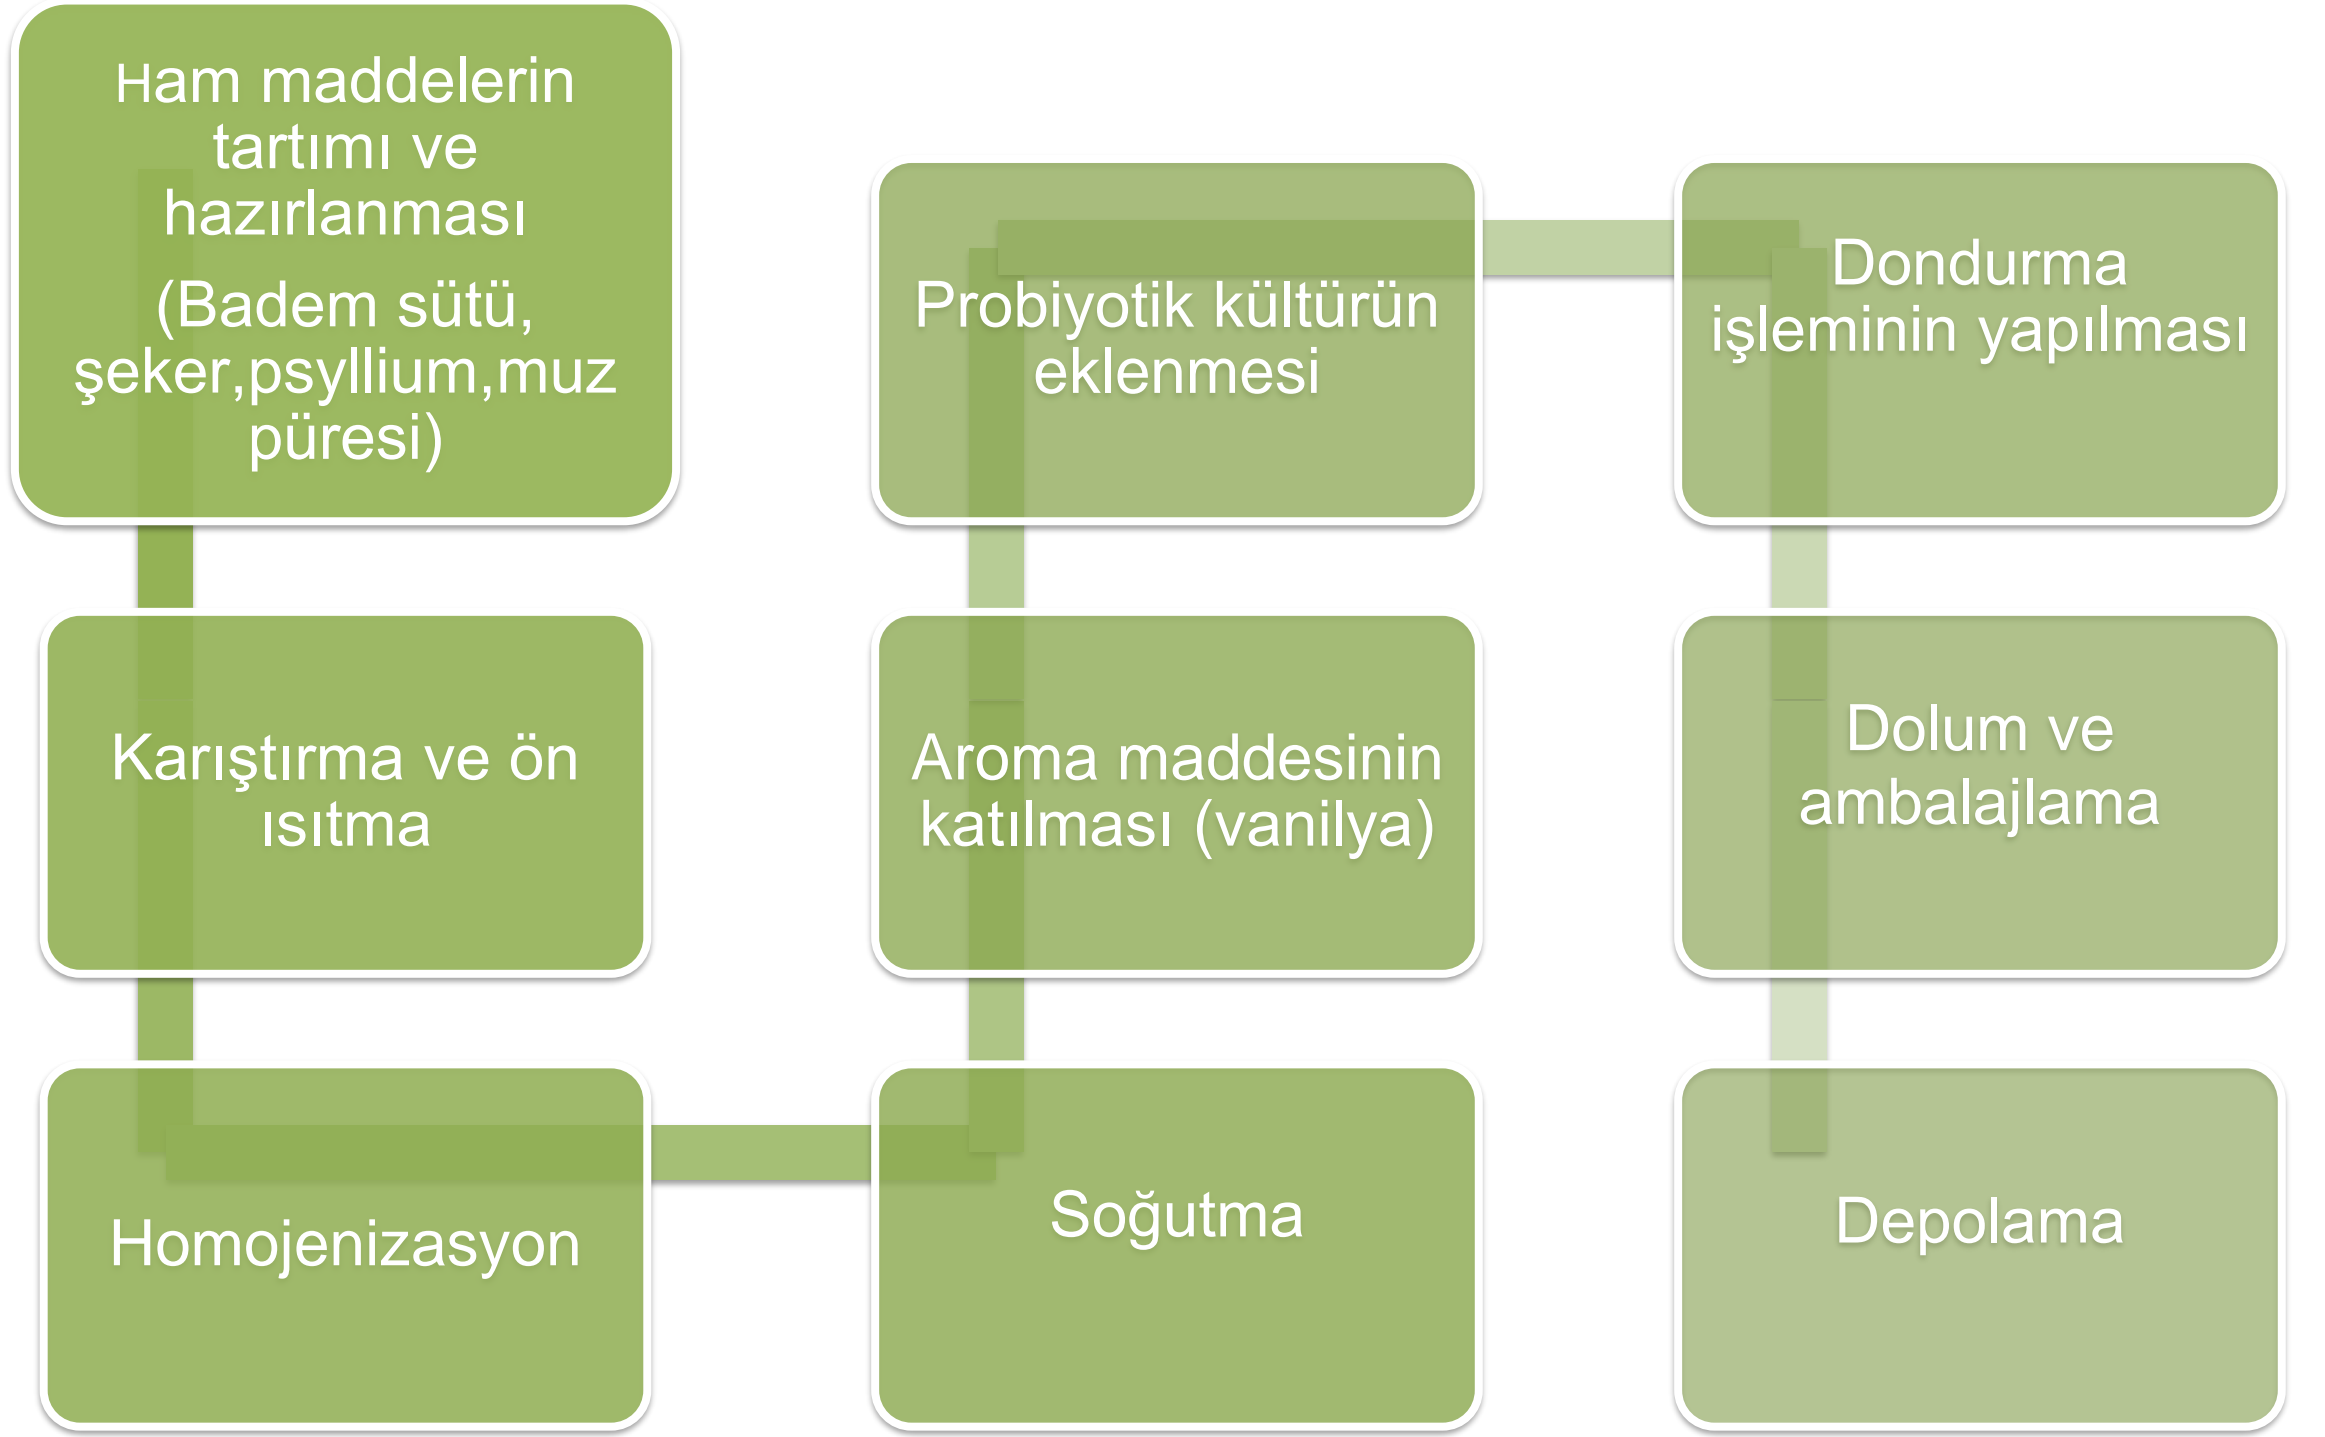 Ham maddelerin
tartımı ve
hazırlanması
(Badem sütü,
şeker,psyllium,muz
püresi)
Karıştırma ve ön
ısıtma
Homojenizasyon
Soğutma
Aroma maddesinin
katılması (vanilya)
Probiyotik kültürün
eklenmesi
Dondurma
işleminin yapılması
Dolum ve
ambalajlama
Depolama